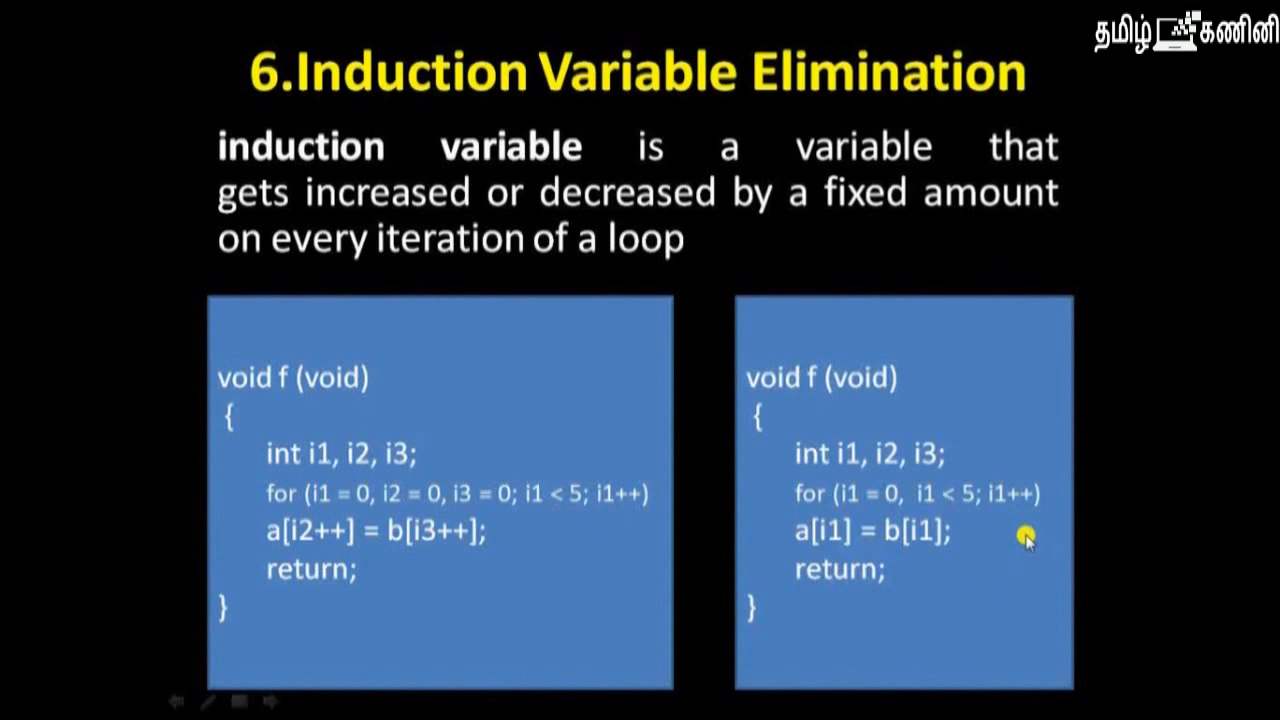 தமிழ் கணினி
6.Induction Variable Elimination
induction variable is a variable that
gets increased or decreased by a fixed amount
on every iteration of a loop
void f (void)
{
int i1, i2, i3;
for (i1 = 0, i2 = 0, i3 = 0; i1 < 5; i1++)
a[i2++] = b[i3++];
return;
}
void f (void)
{
int i1, i2, i3;
for (i1 = 0, i1 < 5; i1++)
a[i1] = b[i1];
return;
}